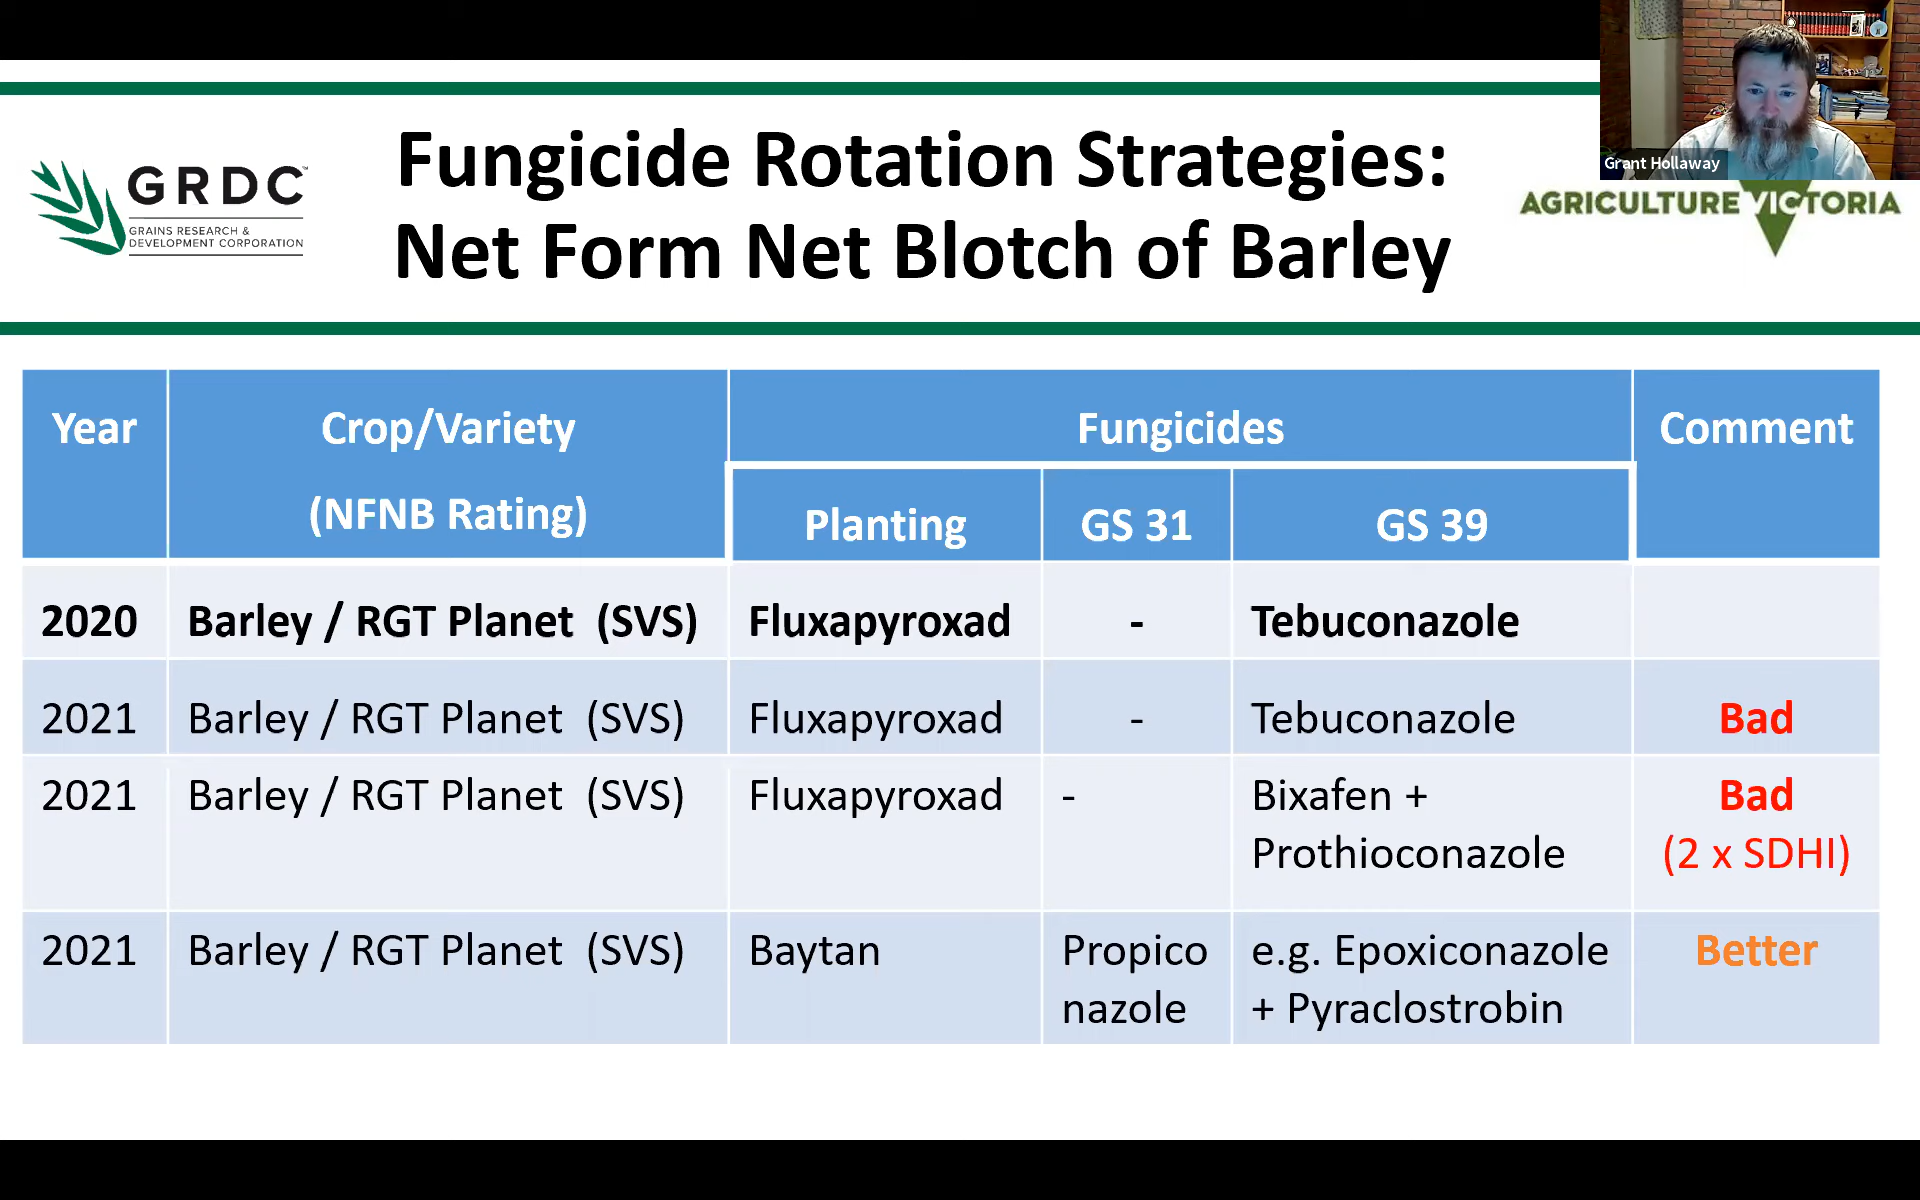 Grant Hollaway
GRDC™
GRAINS RESEARCH &
DEVELOPMENT CORPORATION
Fungicide Rotation Strategies:
Net Form Net Blotch of Barley
AGRICULTURE VICTORIA
Year
Crop/Variety
(NFNB Rating)
Fungicides
Comment
Planting
GS 31
GS 39
2020
Barley / RGT Planet (SVS)
Fluxapyroxad
-
Tebuconazole
2021
Barley / RGT Planet (SVS)
Fluxapyroxad
-
Tebuconazole
Bad
2021
Barley / RGT Planet (SVS)
Fluxapyroxad
-
Bixafen +
Prothioconazole
Bad
(2 x SDHI)
2021
Barley / RGT Planet (SVS)
Baytan
Propico
nazole
e.g. Epoxiconazole
+ Pyraclostrobin
Better